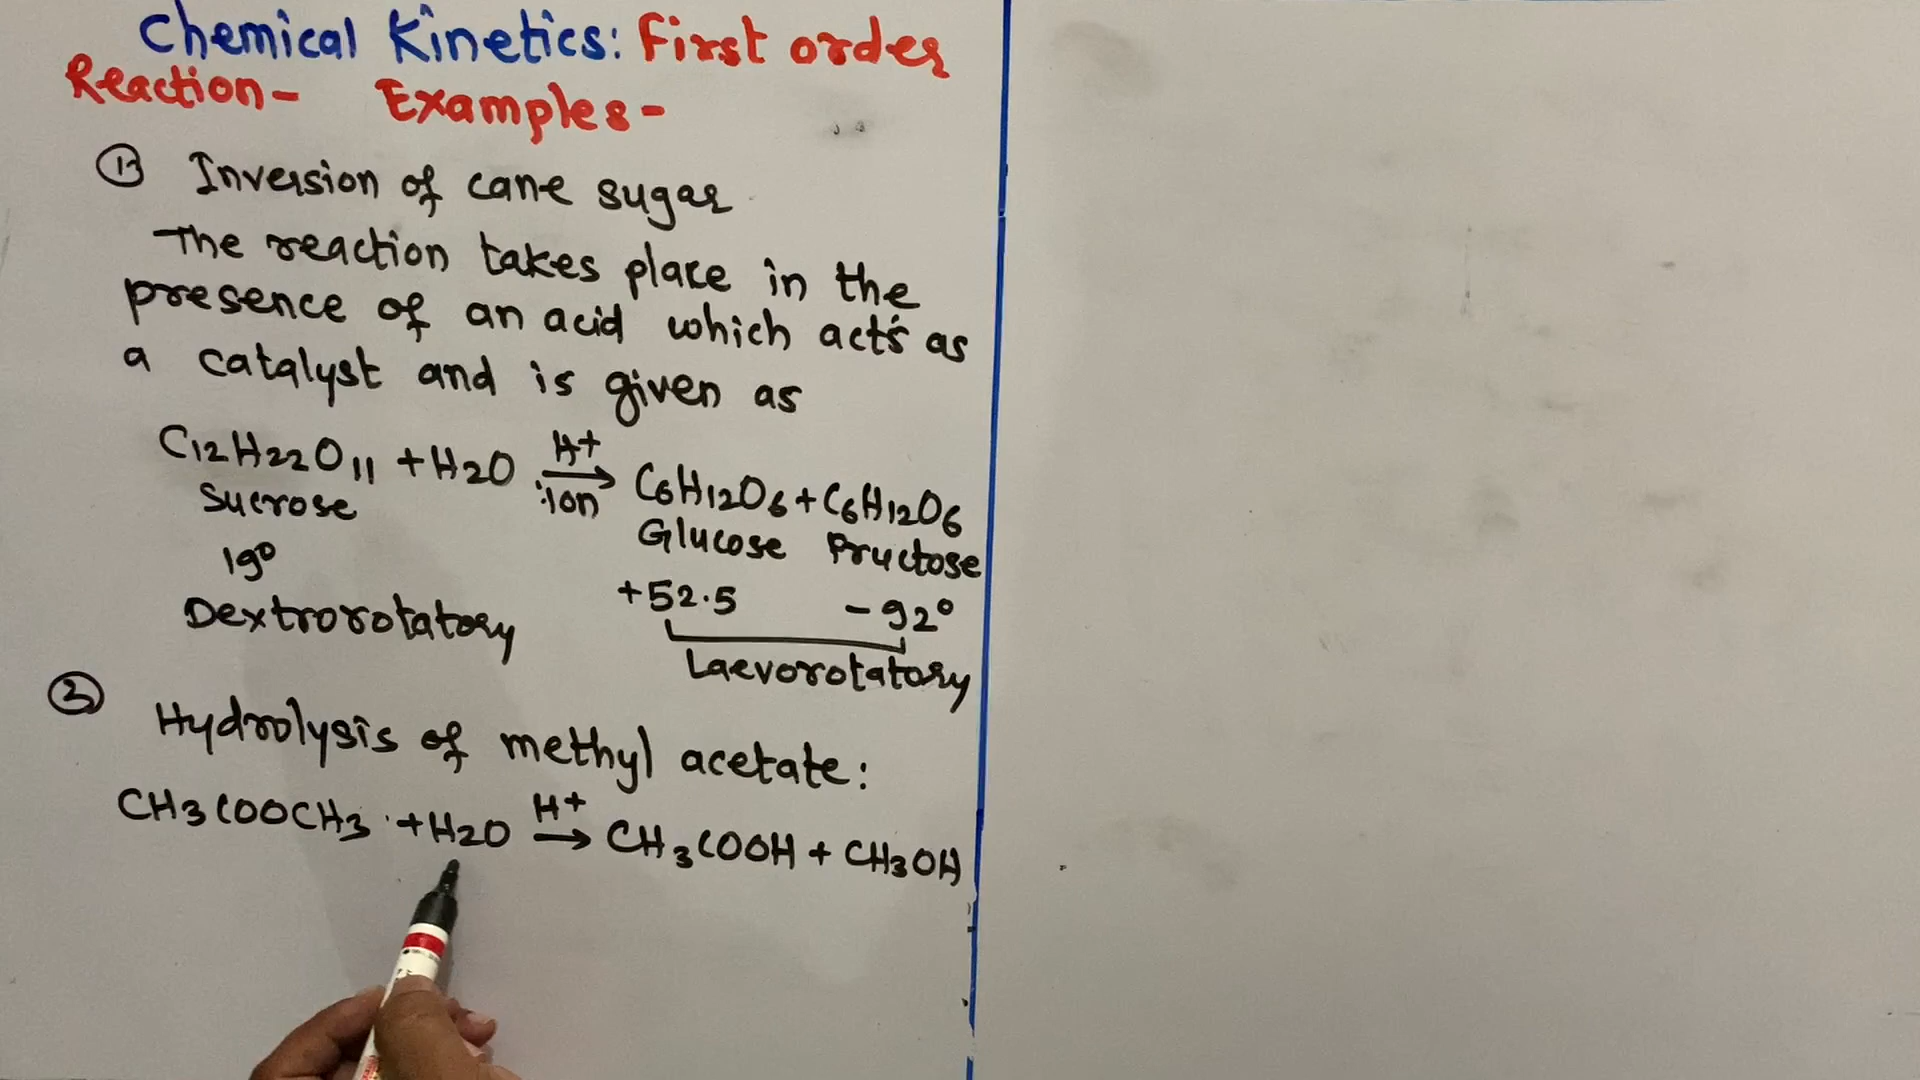 Chemical Kinetics: First order
Reaction- Examples-
① Inversion of cane sugar
The reaction takes place in the
presence of an acid which acts as
a catalyst and is given as
C12H22O11 + H2O H+ ion → C6H12O6 + C6H12O6
Sucrose Glucose Fructose
19° +52.5 -92°
Dextrorotatory Laevorotatory
② Hydrolysis of methyl acetate:
CH3COOCH3 + H2O H+ → CH3COOH + CH3OH